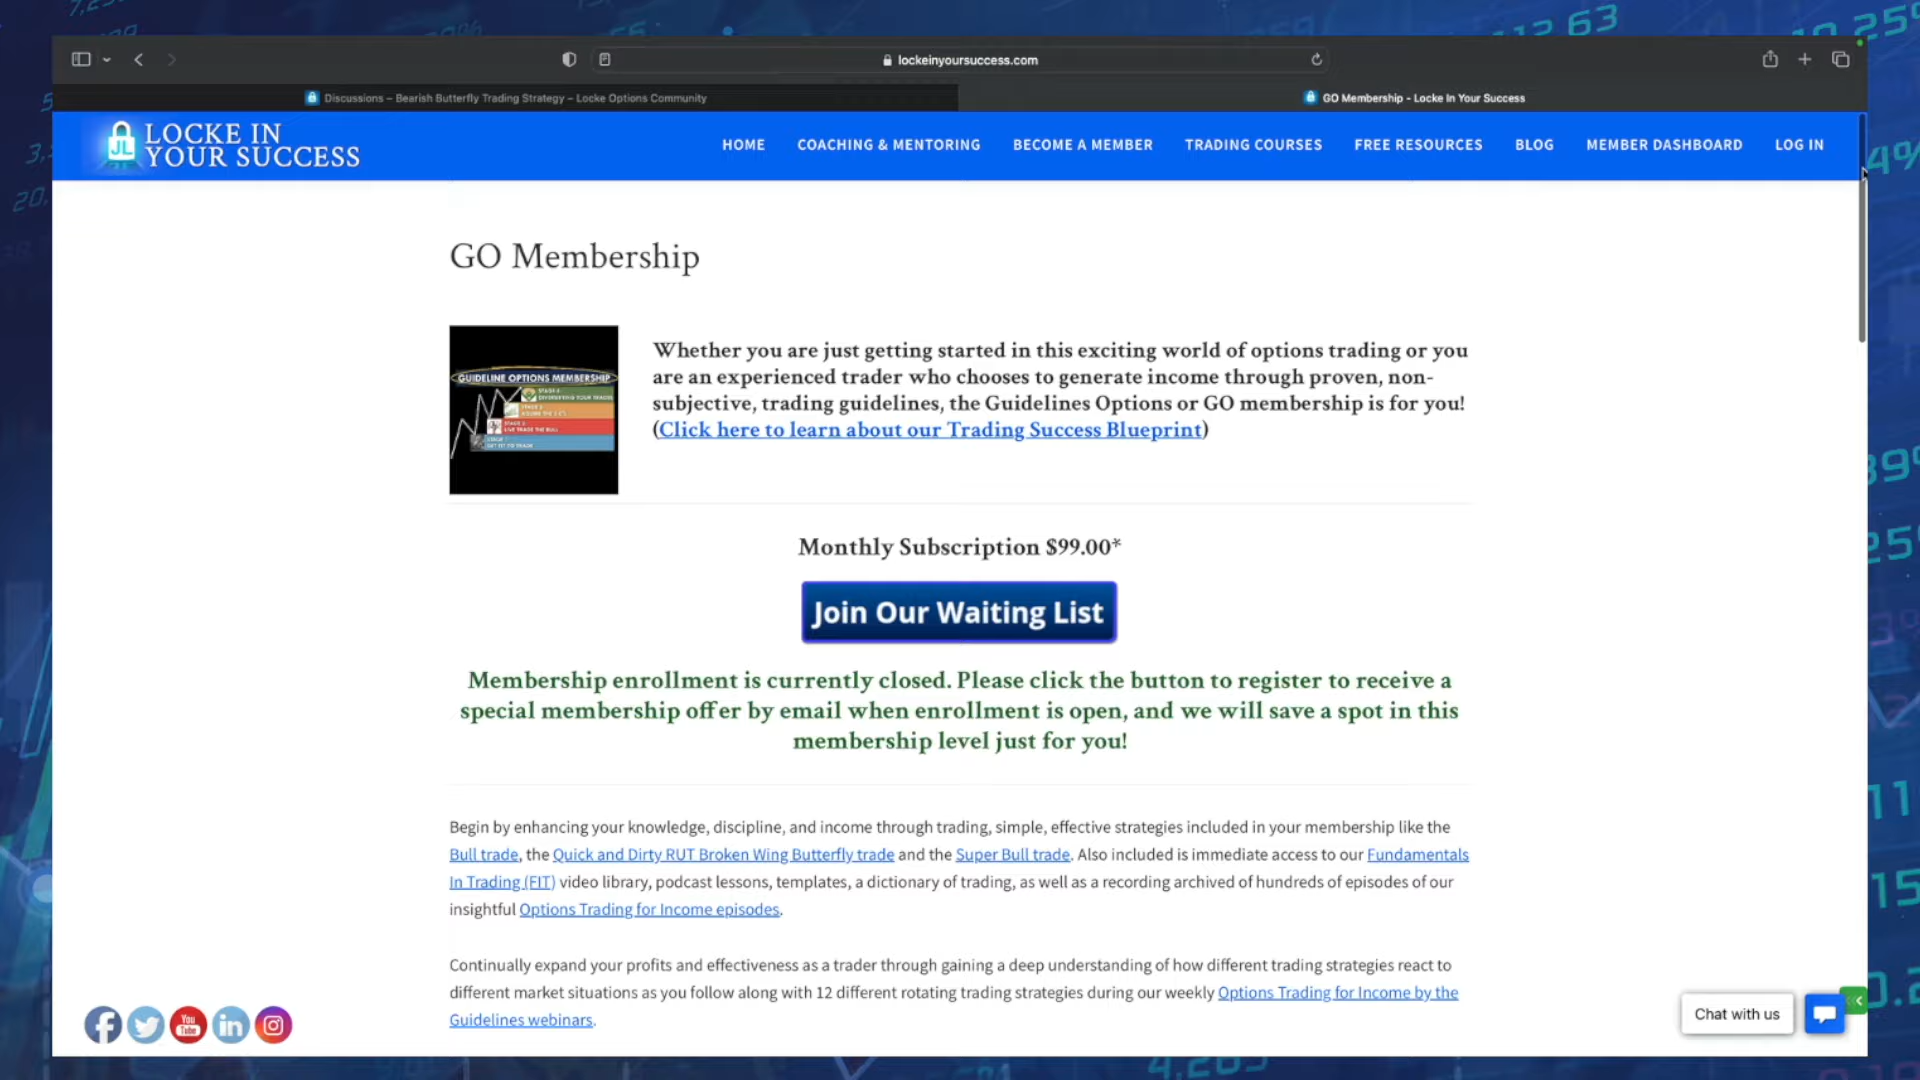 lockeinyoursuccess.com
Discussions – Bearish Butterfly Trading Strategy – Locke Options Community
GO Membership - Locke In Your Success
JL
LOCKE IN
YOUR SUCCESS
HOME
COACHING & MENTORING
BECOME A MEMBER
TRADING COURSES
FREE RESOURCES
BLOG
MEMBER DASHBOARD
LOG IN
GO Membership
GUIDELINE OPTIONS MEMBERSHIP
Whether you are just getting started in this exciting world of options trading or you
are an experienced trader who chooses to generate income through proven, non-
subjective, trading guidelines, the Guidelines Options or GO membership is for you!
(Click here to learn about our Trading Success Blueprint)
Monthly Subscription $99.00*
Join Our Waiting List
Membership enrollment is currently closed. Please click the button to register to receive a
special membership offer by email when enrollment is open, and we will save a spot in this
membership level just for you!
Begin by enhancing your knowledge, discipline, and income through trading, simple, effective strategies included in your membership like the
Bull trade, the Quick and Dirty RUT Broken Wing Butterfly trade and the Super Bull trade. Also included is immediate access to our Fundamentals
In Trading (FIT) video library, podcast lessons, templates, a dictionary of trading, as well as a recording archived of hundreds of episodes of our
insightful Options Trading for Income episodes.
Continually expand your profits and effectiveness as a trader through gaining a deep understanding of how different trading strategies react to
different market situations as you follow along with 12 different rotating trading strategies during our weekly Options Trading for Income by the
Guidelines webinars.
You
Tube
in
Chat with us